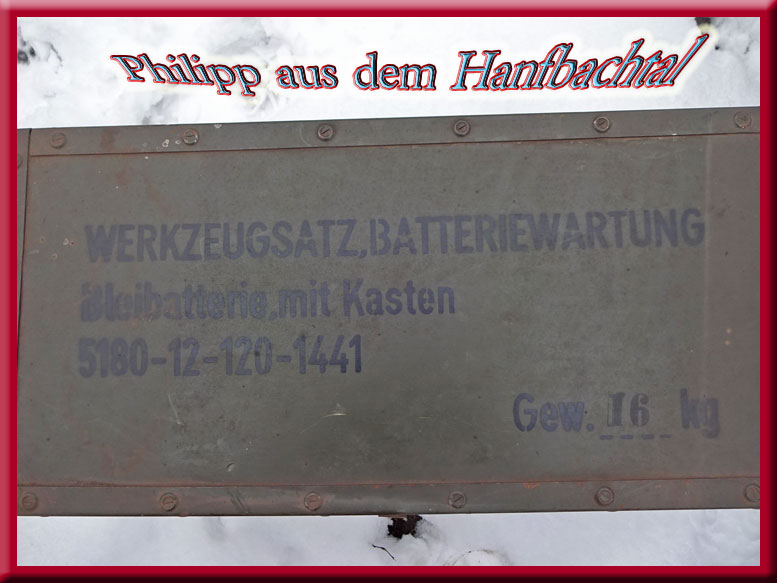 Philipp aus dem Hanfbachtal
WERKZEUGSATZ,BATTERIEWARTUNG
Bleibatterie,mit Kasten
5180-12-120-1441
Gew. 16 kg